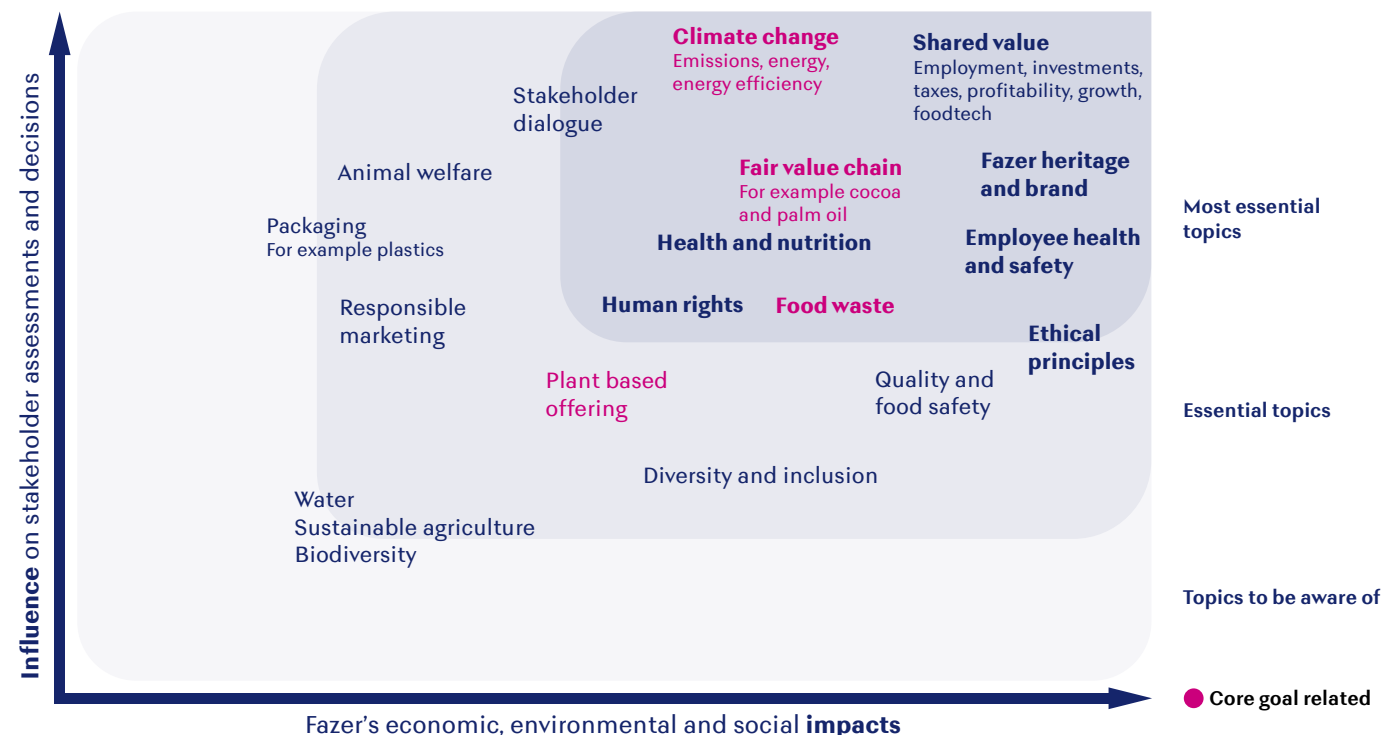 Influence on stakeholder assessments and decisions
Climate change
Emissions, energy,
energy efficiency
Shared value
Employment, investments,
taxes, profitability, growth,
foodtech
Stakeholder
dialogue
Animal welfare
Fair value chain
For example cocoa
and palm oil
Fazer heritage
and brand
Packaging
For example plastics
Health and nutrition
Employee health
and safety
Most essential
topics
Responsible
marketing
Human rights
Food waste
Ethical
principles
Plant based
offering
Quality and
food safety
Essential topics
Diversity and inclusion
Water
Sustainable agriculture
Biodiversity
Topics to be aware of
Core goal related
Fazer’s economic, environmental and social impacts